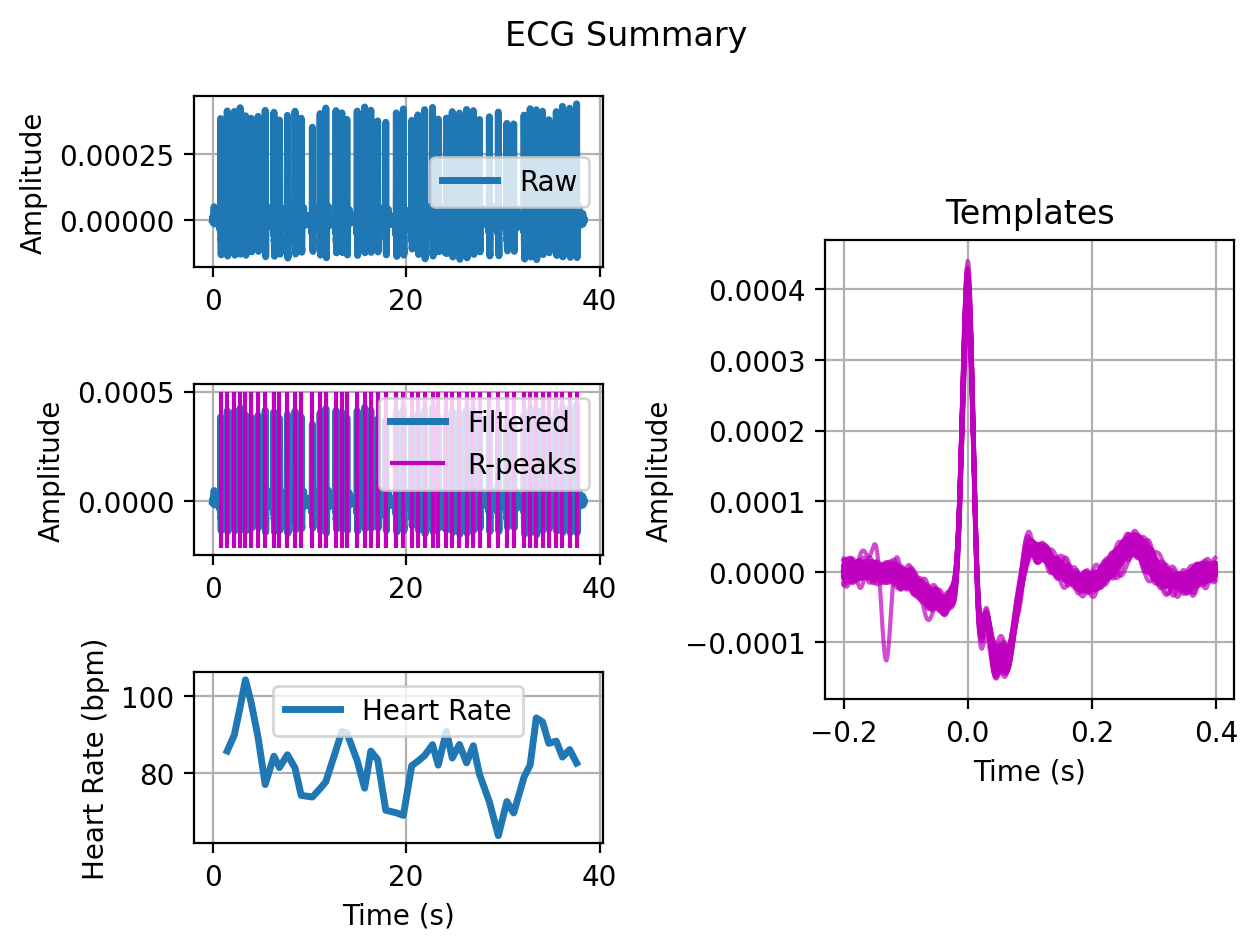 ECG Summary
Amplitude
0.00025
0.00000
Raw
0
20
40
Amplitude
0.0005
0.0000
Filtered
R-peaks
0
20
40
Heart Rate (bpm)
100
80
Heart Rate
0
20
40
Time (s)
Templates
Amplitude
0.0004
0.0003
0.0002
0.0001
0.0000
−0.0001
−0.2
0.0
0.2
0.4
Time (s)